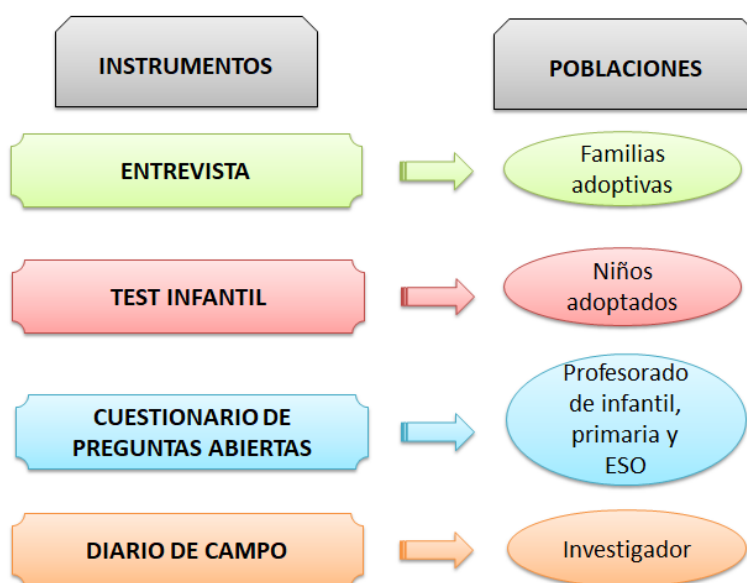 INSTRUMENTOS
POBLACIONES
ENTREVISTA
Familias
adoptivas
TEST INFANTIL
Niños
adoptados
CUESTIONARIO DE
PREGUNTAS ABIERTAS
Profesorado
de infantil,
primaria y
ESO
DIARIO DE CAMPO
Investigador